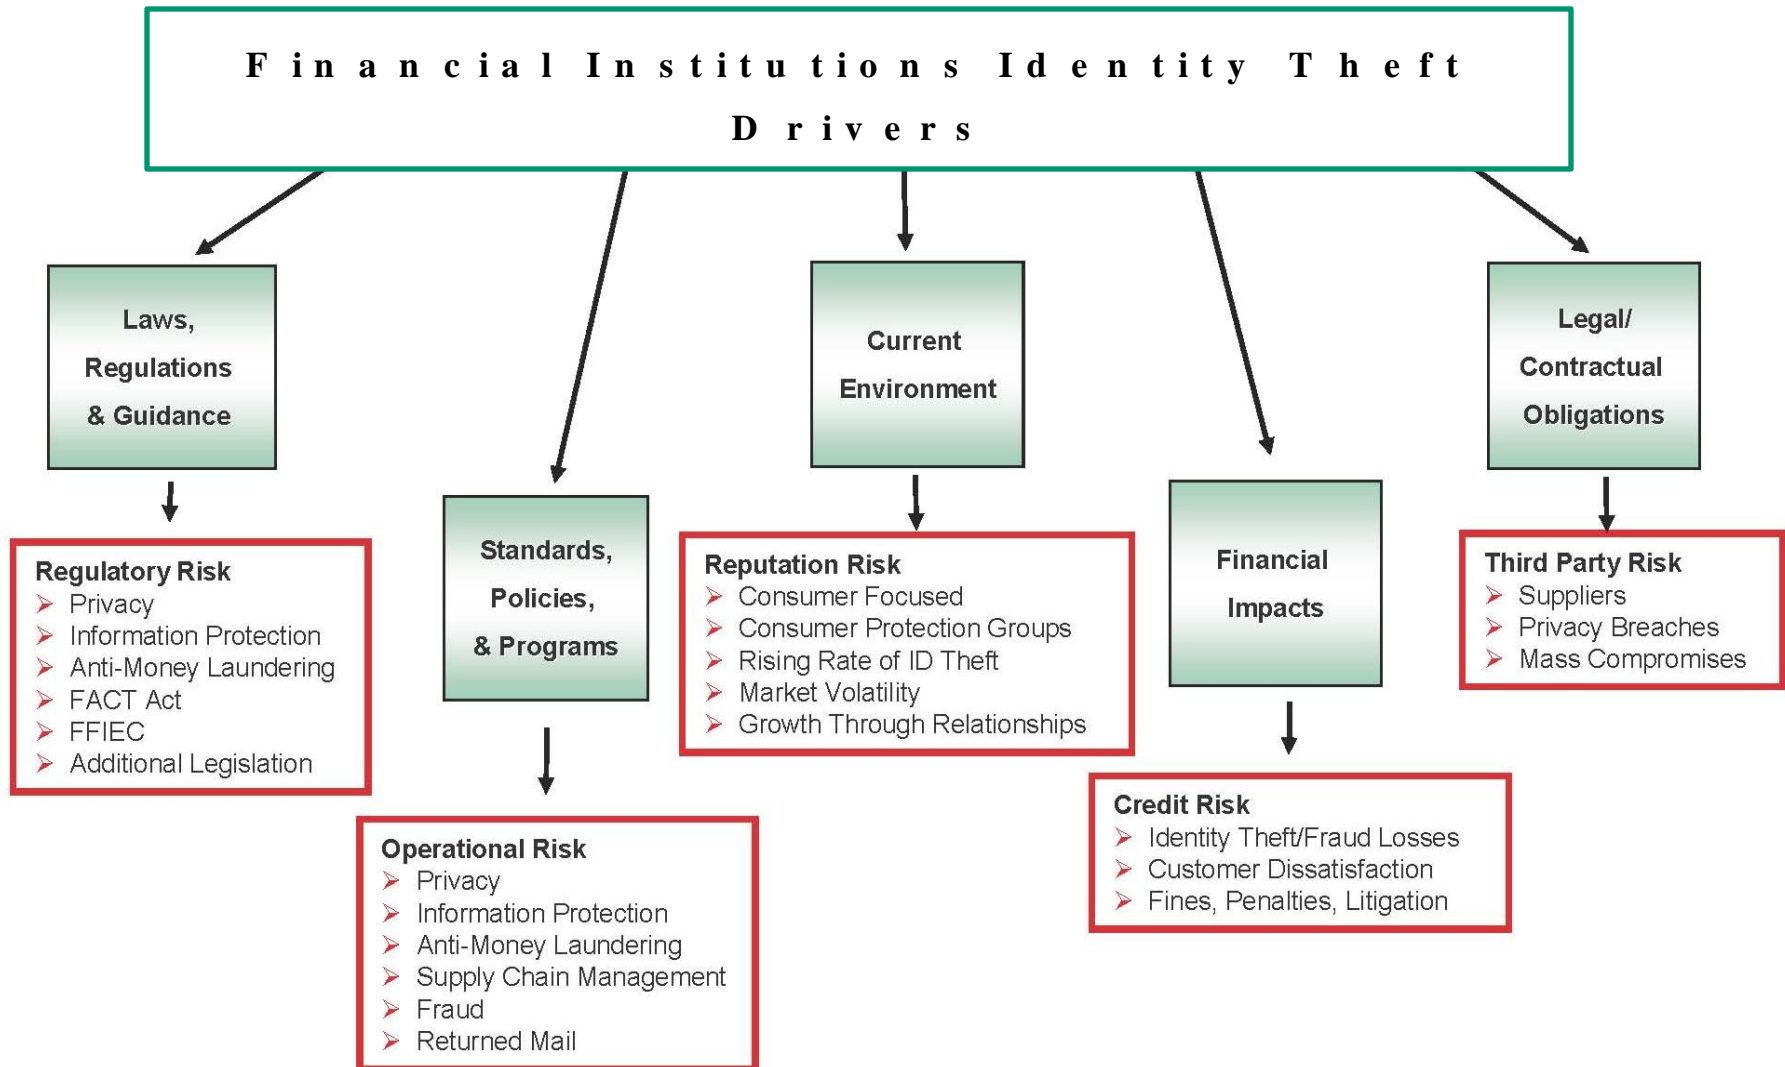 Financial Institutions Identity Theft
Drivers
Laws,
Regulations
& Guidance
Regulatory Risk
Privacy
Information Protection
Anti-Money Laundering
FACT Act
FFIEC
Additional Legislation
Standards,
Policies,
& Programs
Operational Risk
Privacy
Information Protection
Anti-Money Laundering
Supply Chain Management
Fraud
Returned Mail
Current
Environment
Reputation Risk
Consumer Focused
Consumer Protection Groups
Rising Rate of ID Theft
Market Volatility
Growth Through Relationships
Financial
Impacts
Credit Risk
Identity Theft/Fraud Losses
Customer Dissatisfaction
Fines, Penalties, Litigation
Legal/
Contractual
Obligations
Third Party Risk
Suppliers
Privacy Breaches
Mass Compromises